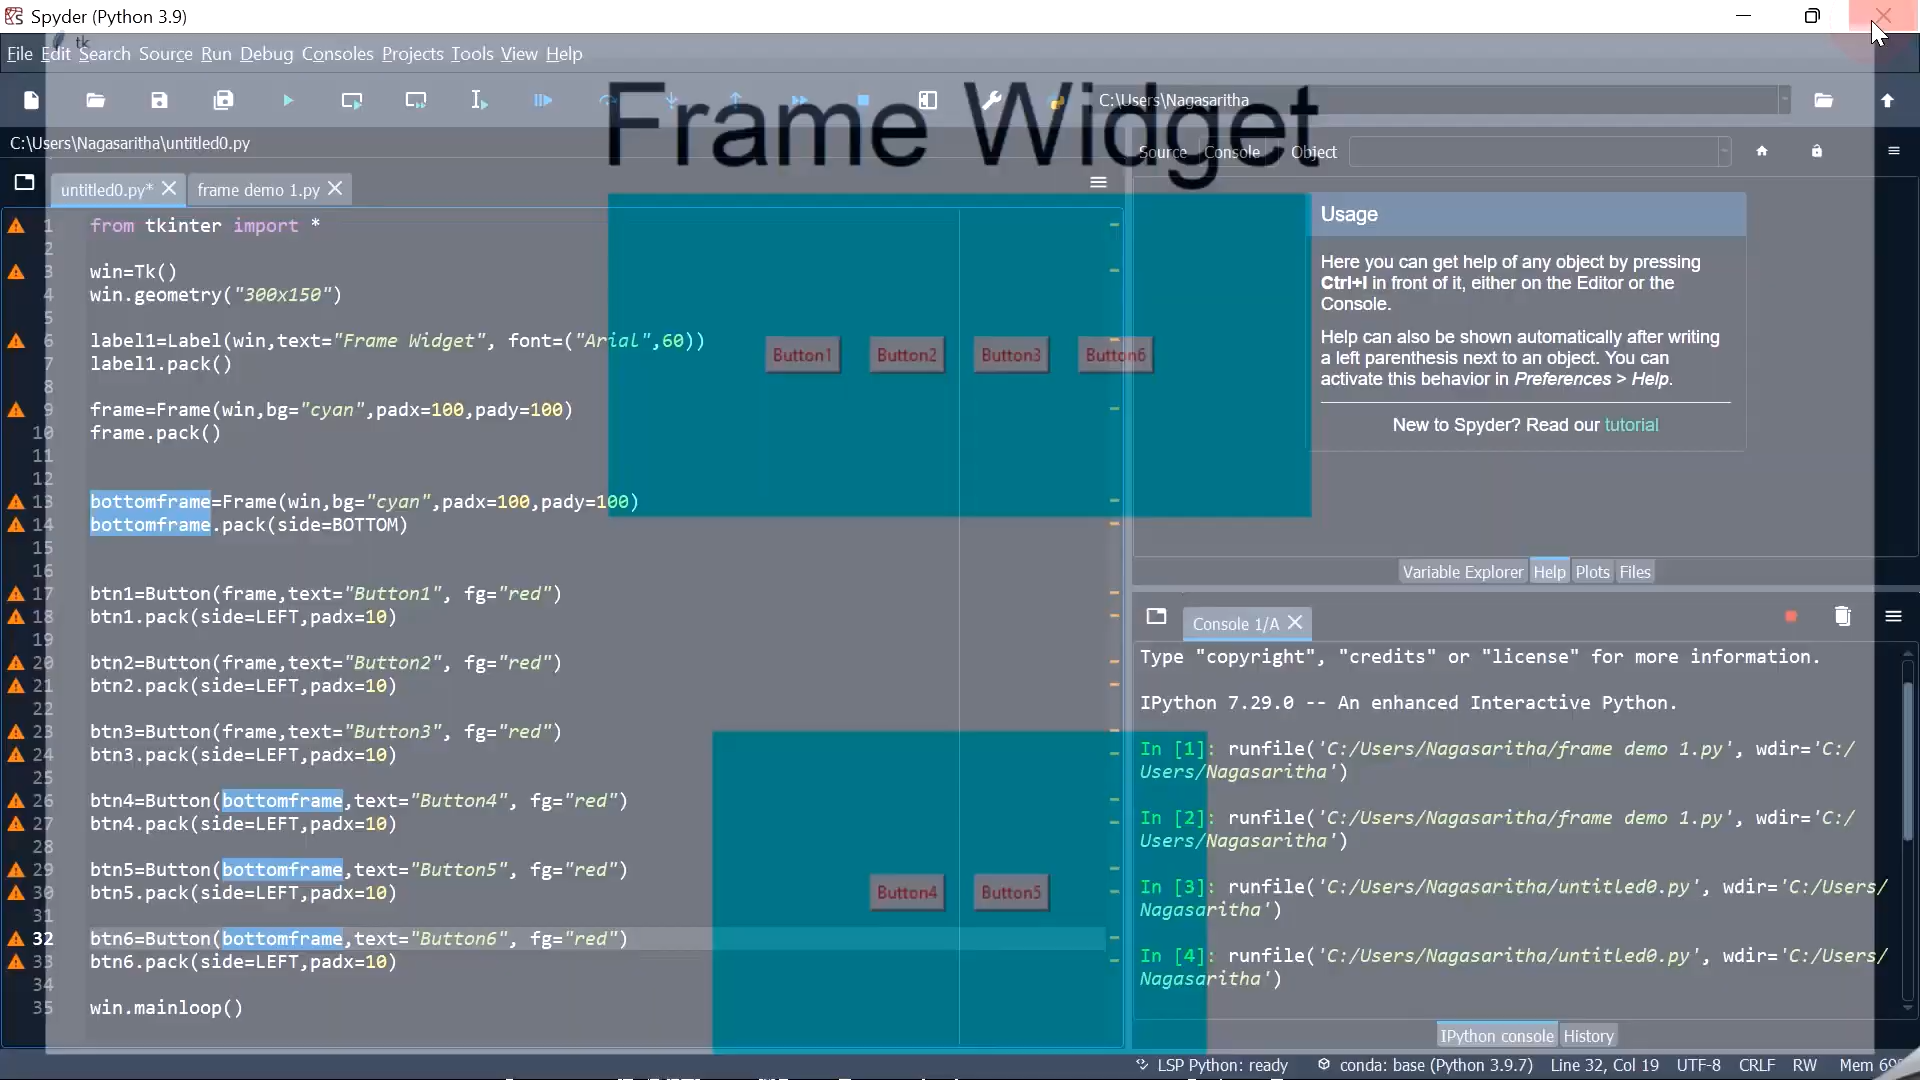 Spyder (Python 3.9)
tk
File Edit Search Source Run Debug Consoles Projects Tools View Help
C:\Users\Nagasaritha
Frame Widget
C:\Users\Nagasaritha\untitled0.py
Source Console Object
untitled0.py* frame demo 1.py
1 from tkinter import *
2
3 win=Tk()
4 win.geometry("300x150")
5
6 label1=Label(win,text="Frame Widget", font=("Arial",60))
7 label1.pack()
8
9 frame=Frame(win,bg="cyan",padx=100,pady=100)
10 frame.pack()
11
12
13 bottomframe=Frame(win,bg="cyan",padx=100,pady=100)
14 bottomframe.pack(side=BOTTOM)
15
16
17 btn1=Button(frame,text="Button1", fg="red")
18 btn1.pack(side=LEFT,padx=10)
19
20 btn2=Button(frame,text="Button2", fg="red")
21 btn2.pack(side=LEFT,padx=10)
22
23 btn3=Button(frame,text="Button3", fg="red")
24 btn3.pack(side=LEFT,padx=10)
25
26 btn4=Button(bottomframe,text="Button4", fg="red")
27 btn4.pack(side=LEFT,padx=10)
28
29 btn5=Button(bottomframe,text="Button5", fg="red")
30 btn5.pack(side=LEFT,padx=10)
31
32 btn6=Button(bottomframe,text="Button6", fg="red")
33 btn6.pack(side=LEFT,padx=10)
34
35 win.mainloop()
Button1 Button2 Button3 Button6
Button4 Button5
Usage
Here you can get help of any object by pressing
Ctrl+I in front of it, either on the Editor or the
Console.
Help can also be shown automatically after writing
a left parenthesis next to an object. You can
activate this behavior in Preferences > Help.
New to Spyder? Read our tutorial
Variable Explorer Help Plots Files
Console 1/A
Type "copyright", "credits" or "license" for more information.
IPython 7.29.0 -- An enhanced Interactive Python.
In [1]: runfile('C:/Users/Nagasaritha/frame demo 1.py', wdir='C:/
Users/Nagasaritha')
In [2]: runfile('C:/Users/Nagasaritha/frame demo 1.py', wdir='C:/
Users/Nagasaritha')
In [3]: runfile('C:/Users/Nagasaritha/untitled0.py', wdir='C:/Users/
Nagasaritha')
In [4]: runfile('C:/Users/Nagasaritha/untitled0.py', wdir='C:/Users/
Nagasaritha')
IPython console History
LSP Python: ready conda: base (Python 3.9.7) Line 32, Col 19 UTF-8 CRLF RW Mem